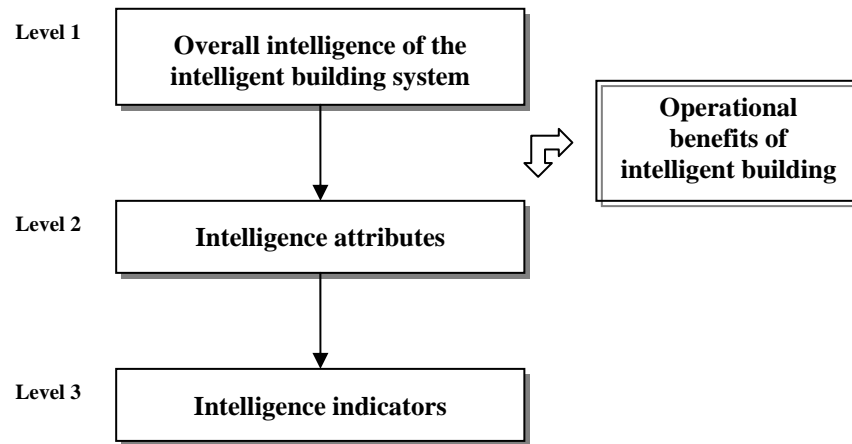 Level 1
Overall intelligence of the
intelligent building system
Operational
benefits of
intelligent building
Level 2
Intelligence attributes
Level 3
Intelligence indicators